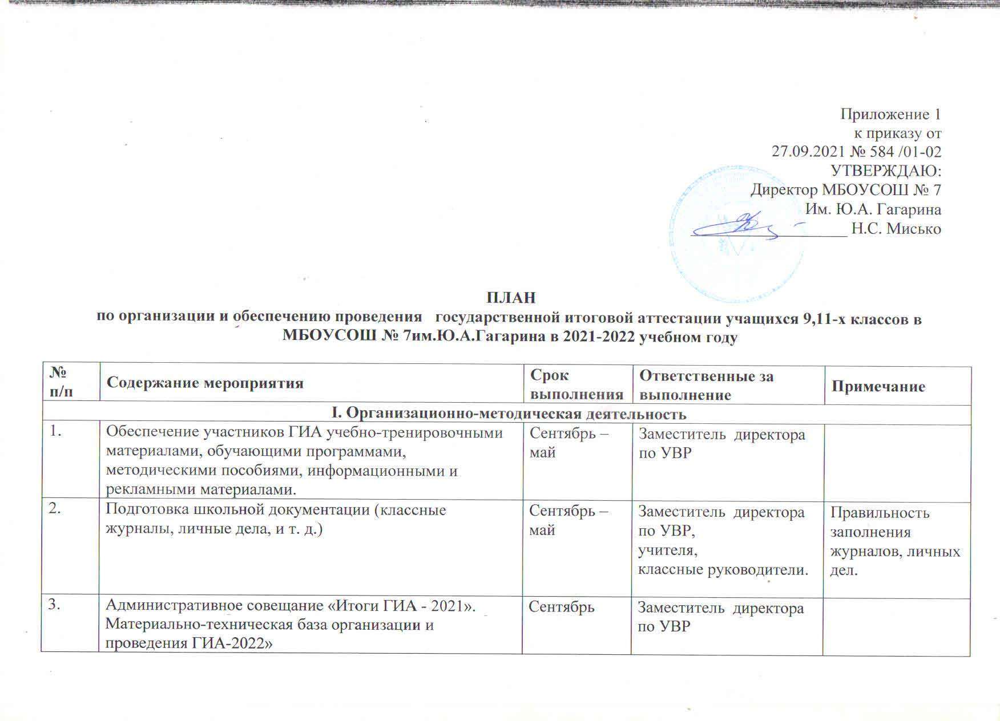 Приложение 1
к приказу от
27.09.2021 № 584 /01-02
УТВЕРЖДАЮ:
Директор МБОУСОШ № 7
Им. Ю.А. Гагарина
Н.С. Мисько
ПЛАН
по организации и обеспечению проведения государственной итоговой аттестации учащихся 9,11-х классов в
МБОУСОШ № 7им.Ю.А.Гагарина в 2021-2022 учебном году
№
п/п
Содержание мероприятия
Срок
выполнения
Ответственные за
выполнение
Примечание
I. Организационно-методическая деятельность
1.
Обеспечение участников ГИА учебно-тренировочными
материалами, обучающими программами,
методическими пособиями, информационными и
рекламными материалами.
Сентябрь –
май
Заместитель директора
по УВР
2.
Подготовка школьной документации (классные
журналы, личные дела, и т. д.)
Сентябрь –
май
Заместитель директора
по УВР,
учителя,
классные руководители.
Правильность
заполнения
журналов, личных
дел.
3.
Административное совещание «Итоги ГИА - 2021».
Материально-техническая база организации и
проведения ГИА-2022»
Сентябрь
Заместитель директора
по УВР